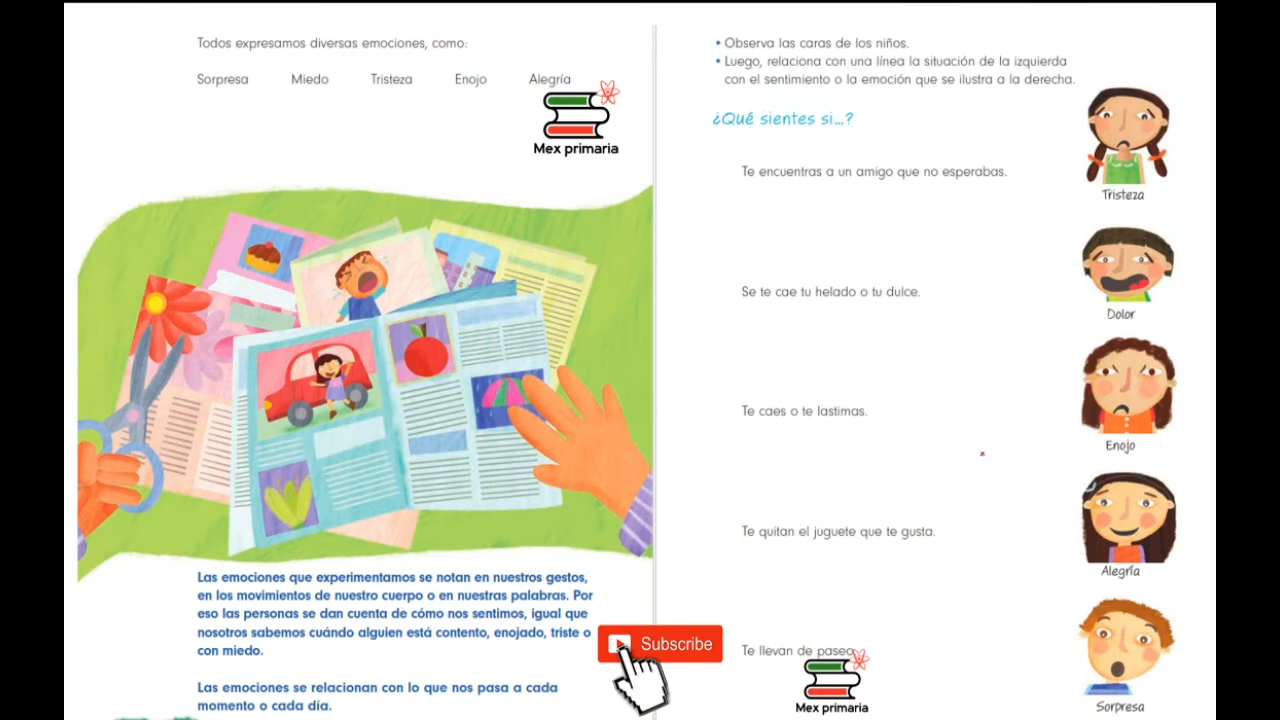 Todos expresamos diversas emociones, como:
Sorpresa Miedo Tristeza Enojo Alegría
Mex primaria
Las emociones que experimentamos se notan en nuestros gestos,
en los movimientos de nuestro cuerpo o en nuestras palabras. Por
eso las personas se dan cuenta de cómo nos sentimos, igual que
nosotros sabemos cuándo alguien está contento, enojado, triste o
con miedo.
Las emociones se relacionan con lo que nos pasa a cada
momento o cada día.
Subscribe
• Observa las caras de los niños.
• Luego, relaciona con una línea la situación de la izquierda
con el sentimiento o la emoción que se ilustra a la derecha.
¿Qué sientes si...?
Te encuentras a un amigo que no esperabas.
Tristeza
Se te cae tu helado o tu dulce.
Dolor
Te caes o te lastimas.
Enojo
Te quitan el juguete que te gusta.
Alegría
Te llevan de paseo
Mex primaria
Sorpresa